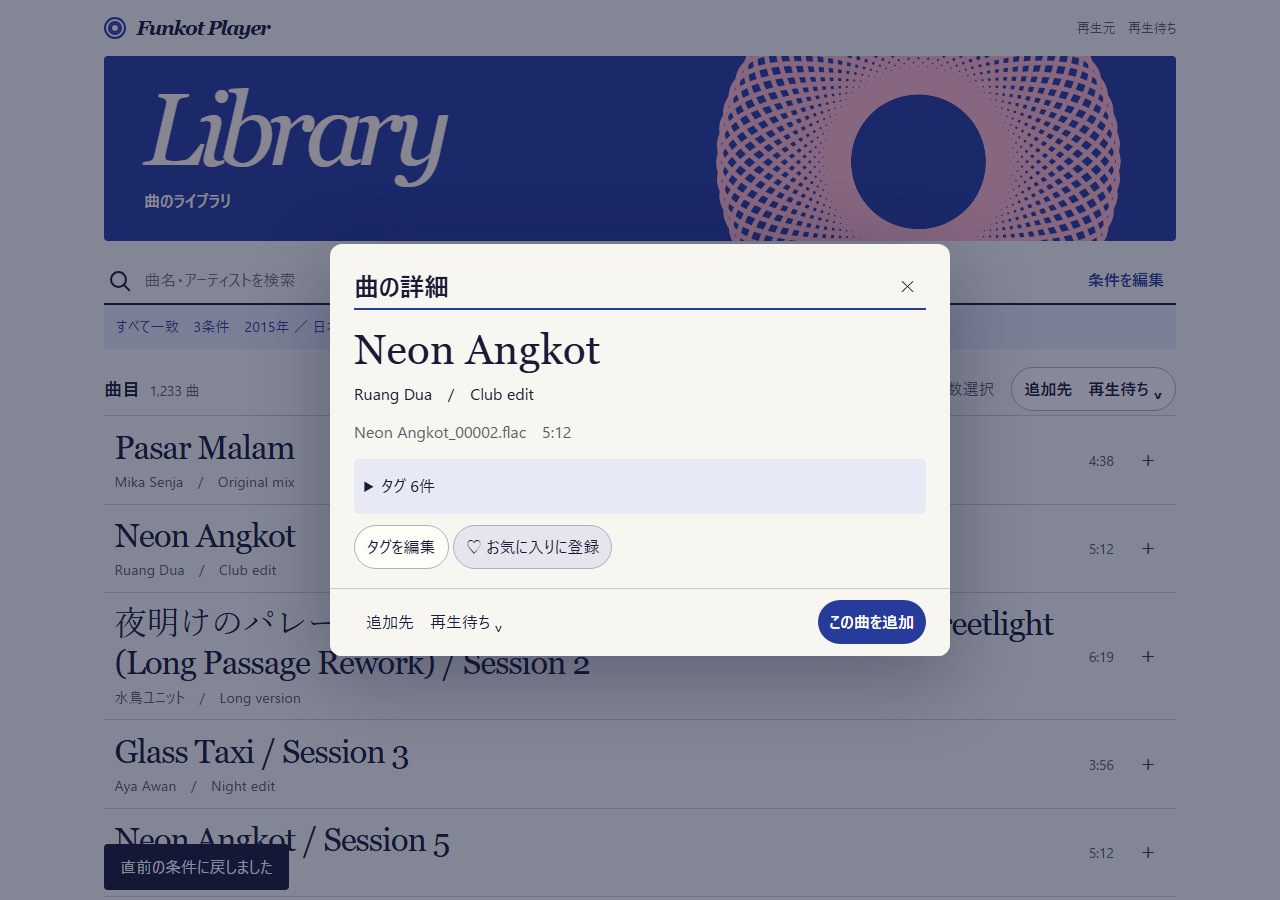 Funkot Player
再生元 再生待ち
Library
曲のライブラリ
曲名・アーティストを検索
条件を編集
すべて一致 3条件 2015年 ／
曲目 1,233 曲
数選択
追加先 再生待ち
Pasar Malam
Mika Senja / Original mix
4:38 +
Neon Angkot
Ruang Dua / Club edit
5:12 +
夜明けのパレー
reetlight
(Long Passage Rework) / Session 2
水鳥ユニット / Long version
6:19 +
Glass Taxi / Session 3
Aya Awan / Night edit
3:56 +
Neon Angkot / Session 5
5:12 +
直前の条件に戻しました
曲の詳細
Neon Angkot
Ruang Dua / Club edit
Neon Angkot_00002.flac 5:12
タグ 6件
タグを編集
♡ お気に入りに登録
追加先 再生待ち
この曲を追加